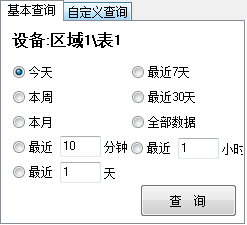 基本查询 自定义查询
设备:区域1\表1
今天 最近7天
本周 最近30天
本月 全部数据
最近 10 分钟 最近 1 小时
最近 1 天
查 询